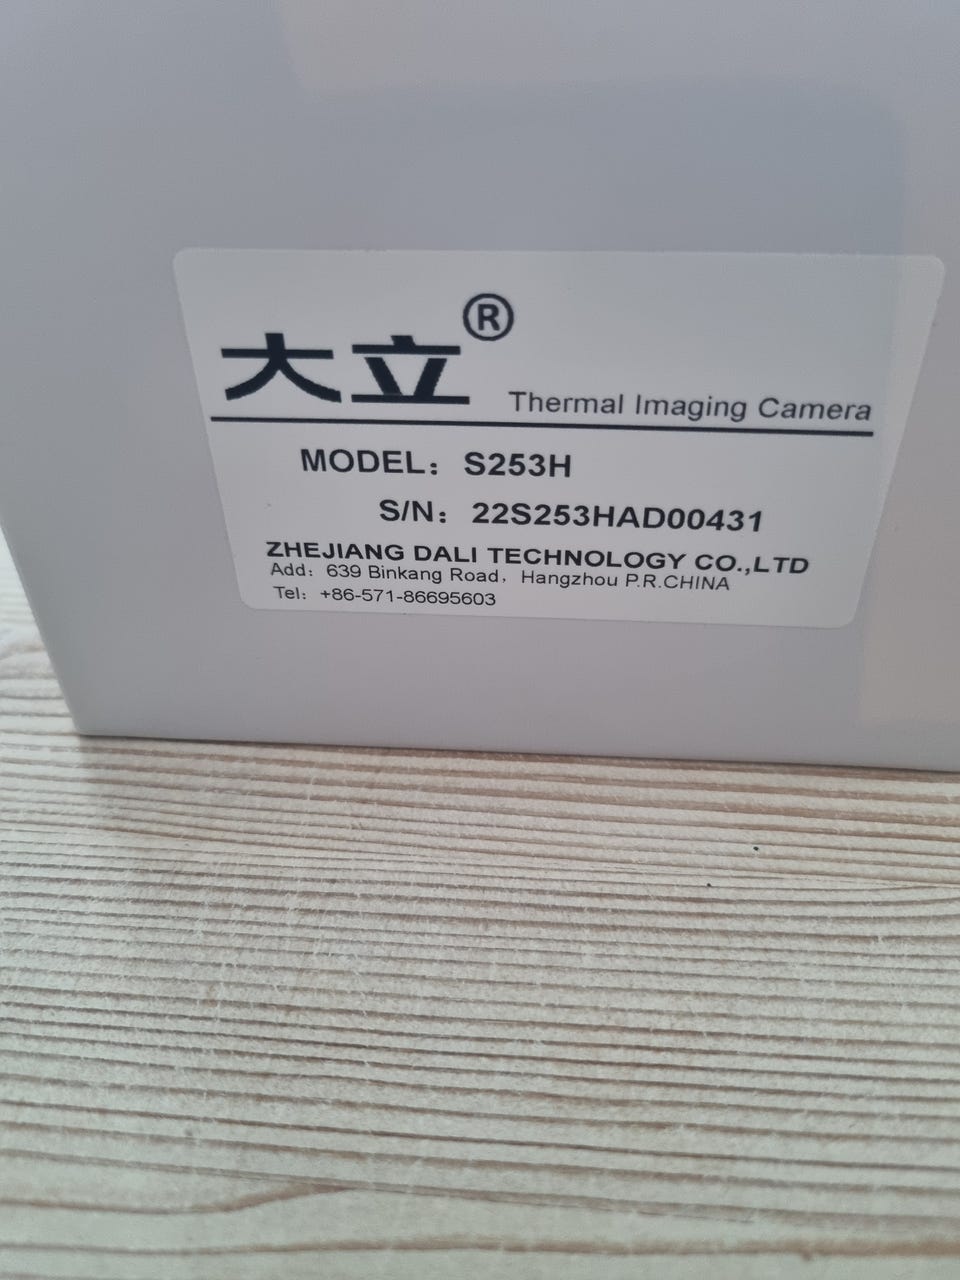 大立®
Thermal Imaging Camera
MODEL： S253H
S/N： 22S253HAD00431
ZHEJIANG DALI TECHNOLOGY CO.,LTD
Add： 639 Binkang Road， Hangzhou P.R.CHINA
Tel： +86-571-86695603